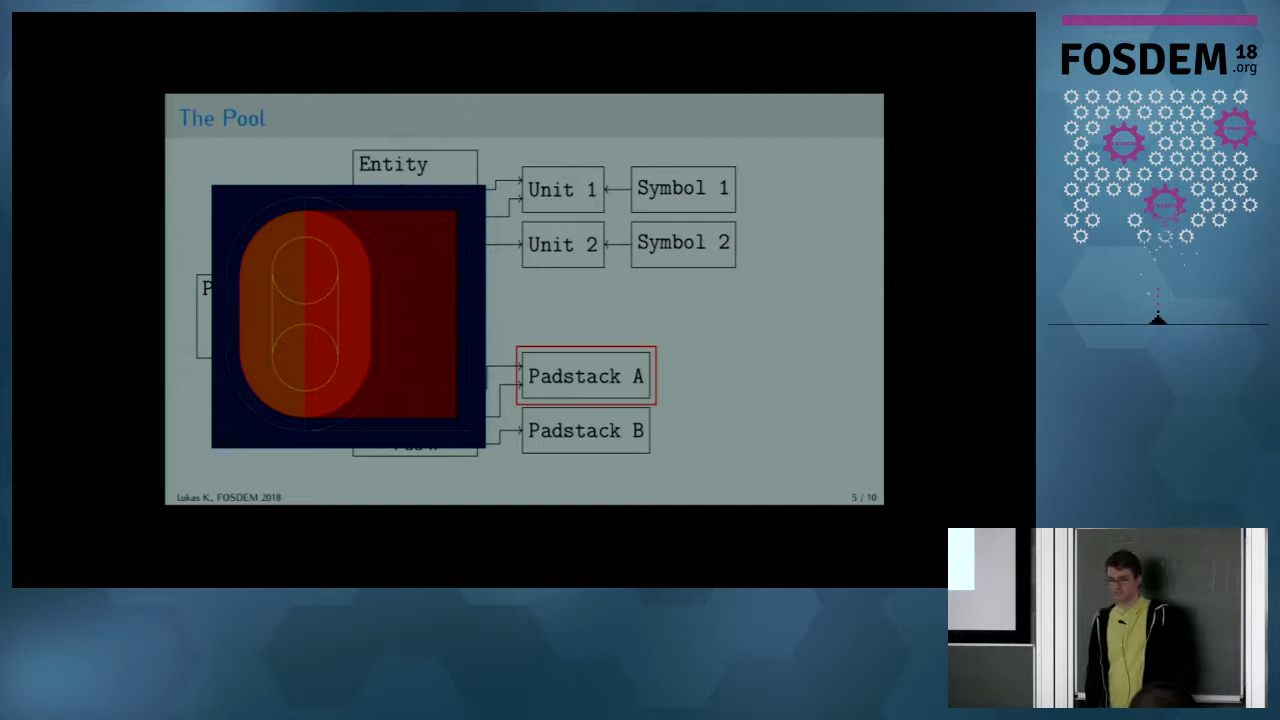 The Pool
Entity
Unit 1
Symbol 1
Unit 2
Symbol 2
P
Padstack A
Padstack B
Lukas K., FOSDEM 2018
5 / 10
FOSDEM 18
.org